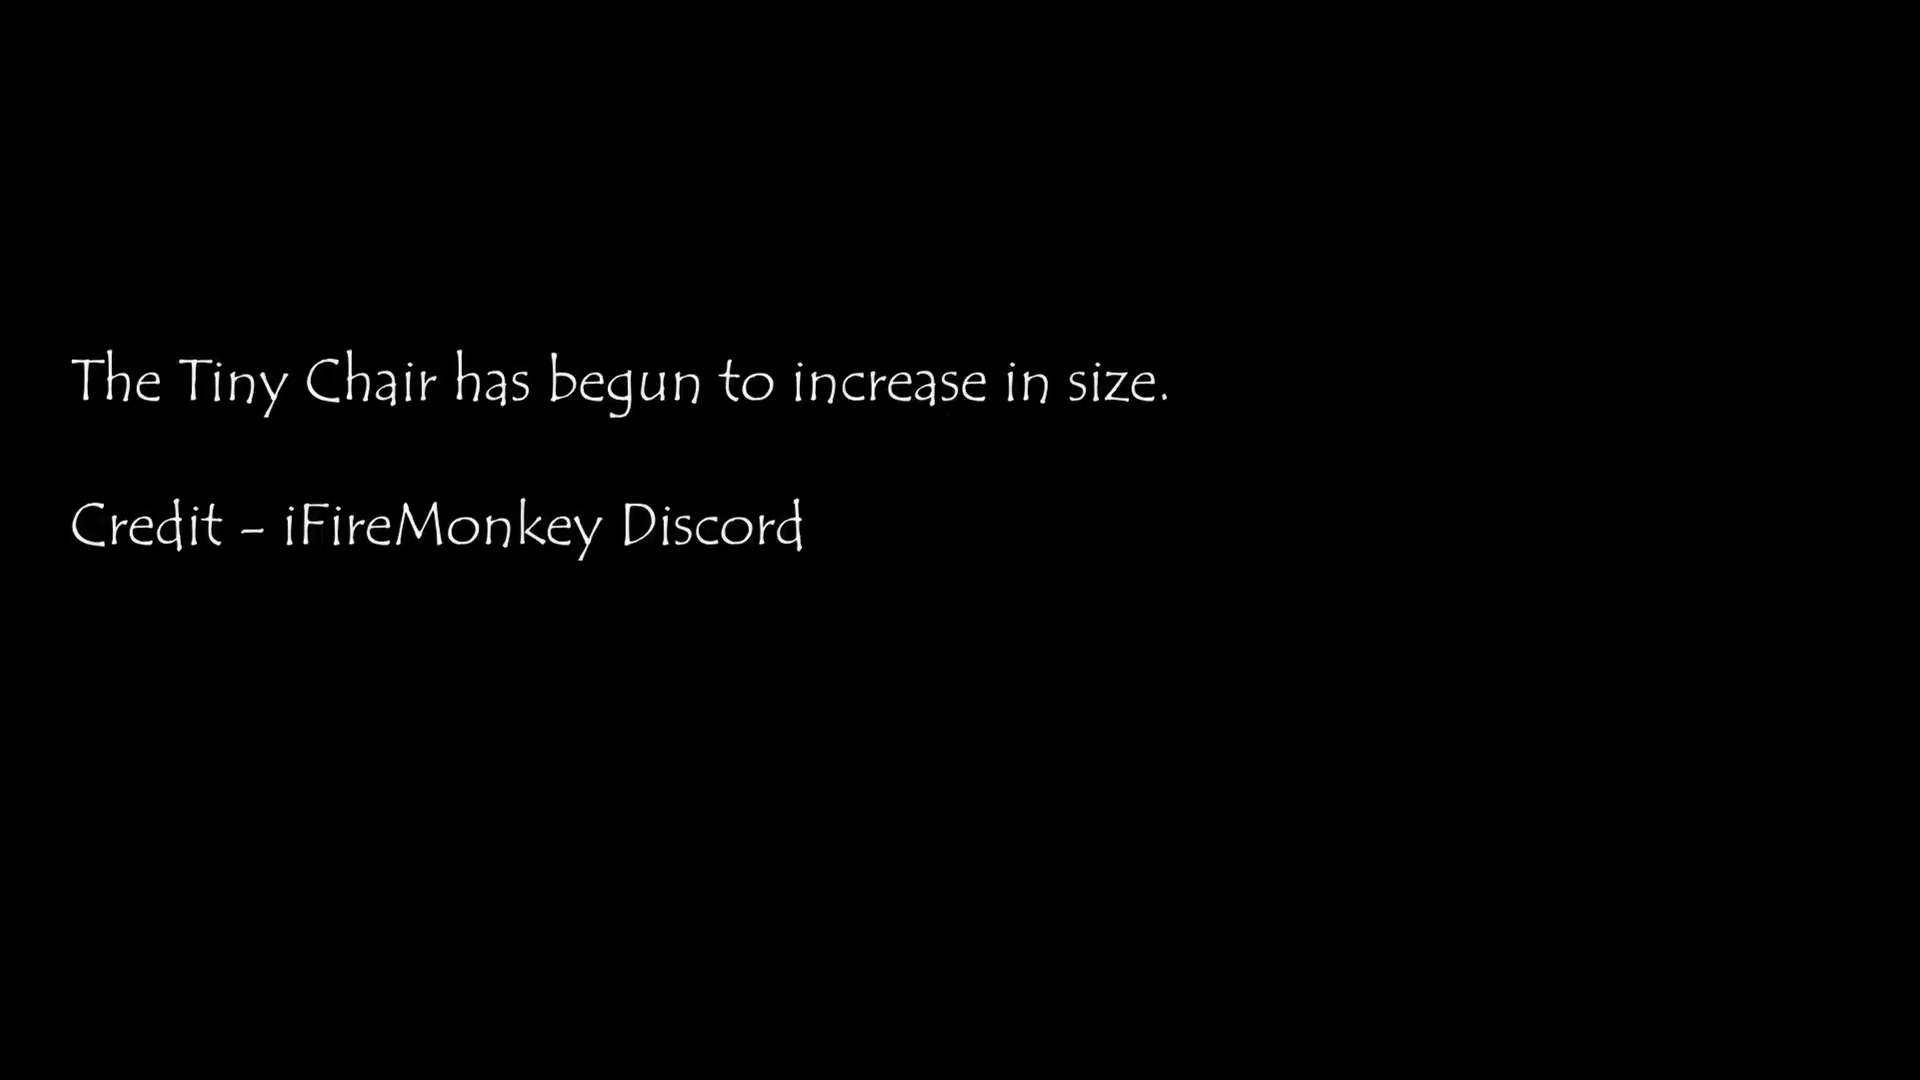 The Tiny Chair has begun to increase in size.
Credit - iFireMonkey Discord